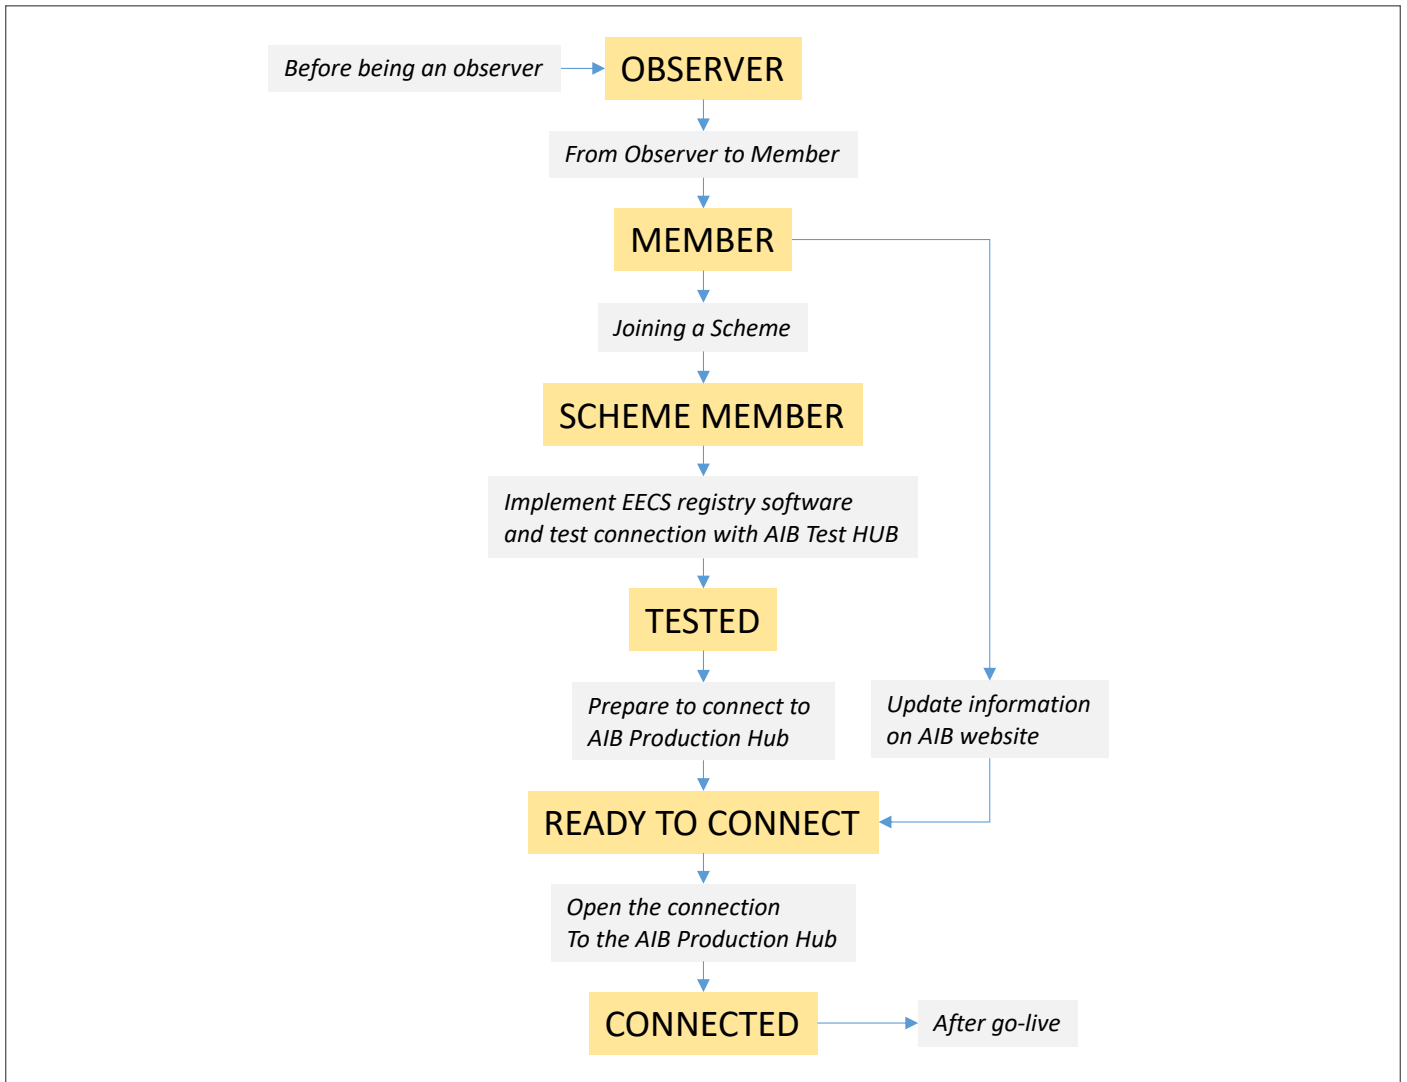 Before being an observer
OBSERVER
From Observer to Member
MEMBER
Joining a Scheme
SCHEME MEMBER
Implement EECS registry software
and test connection with AIB Test HUB
TESTED
Prepare to connect to
AIB Production Hub
Update information
on AIB website
READY TO CONNECT
Open the connection
To the AIB Production Hub
CONNECTED
After go-live